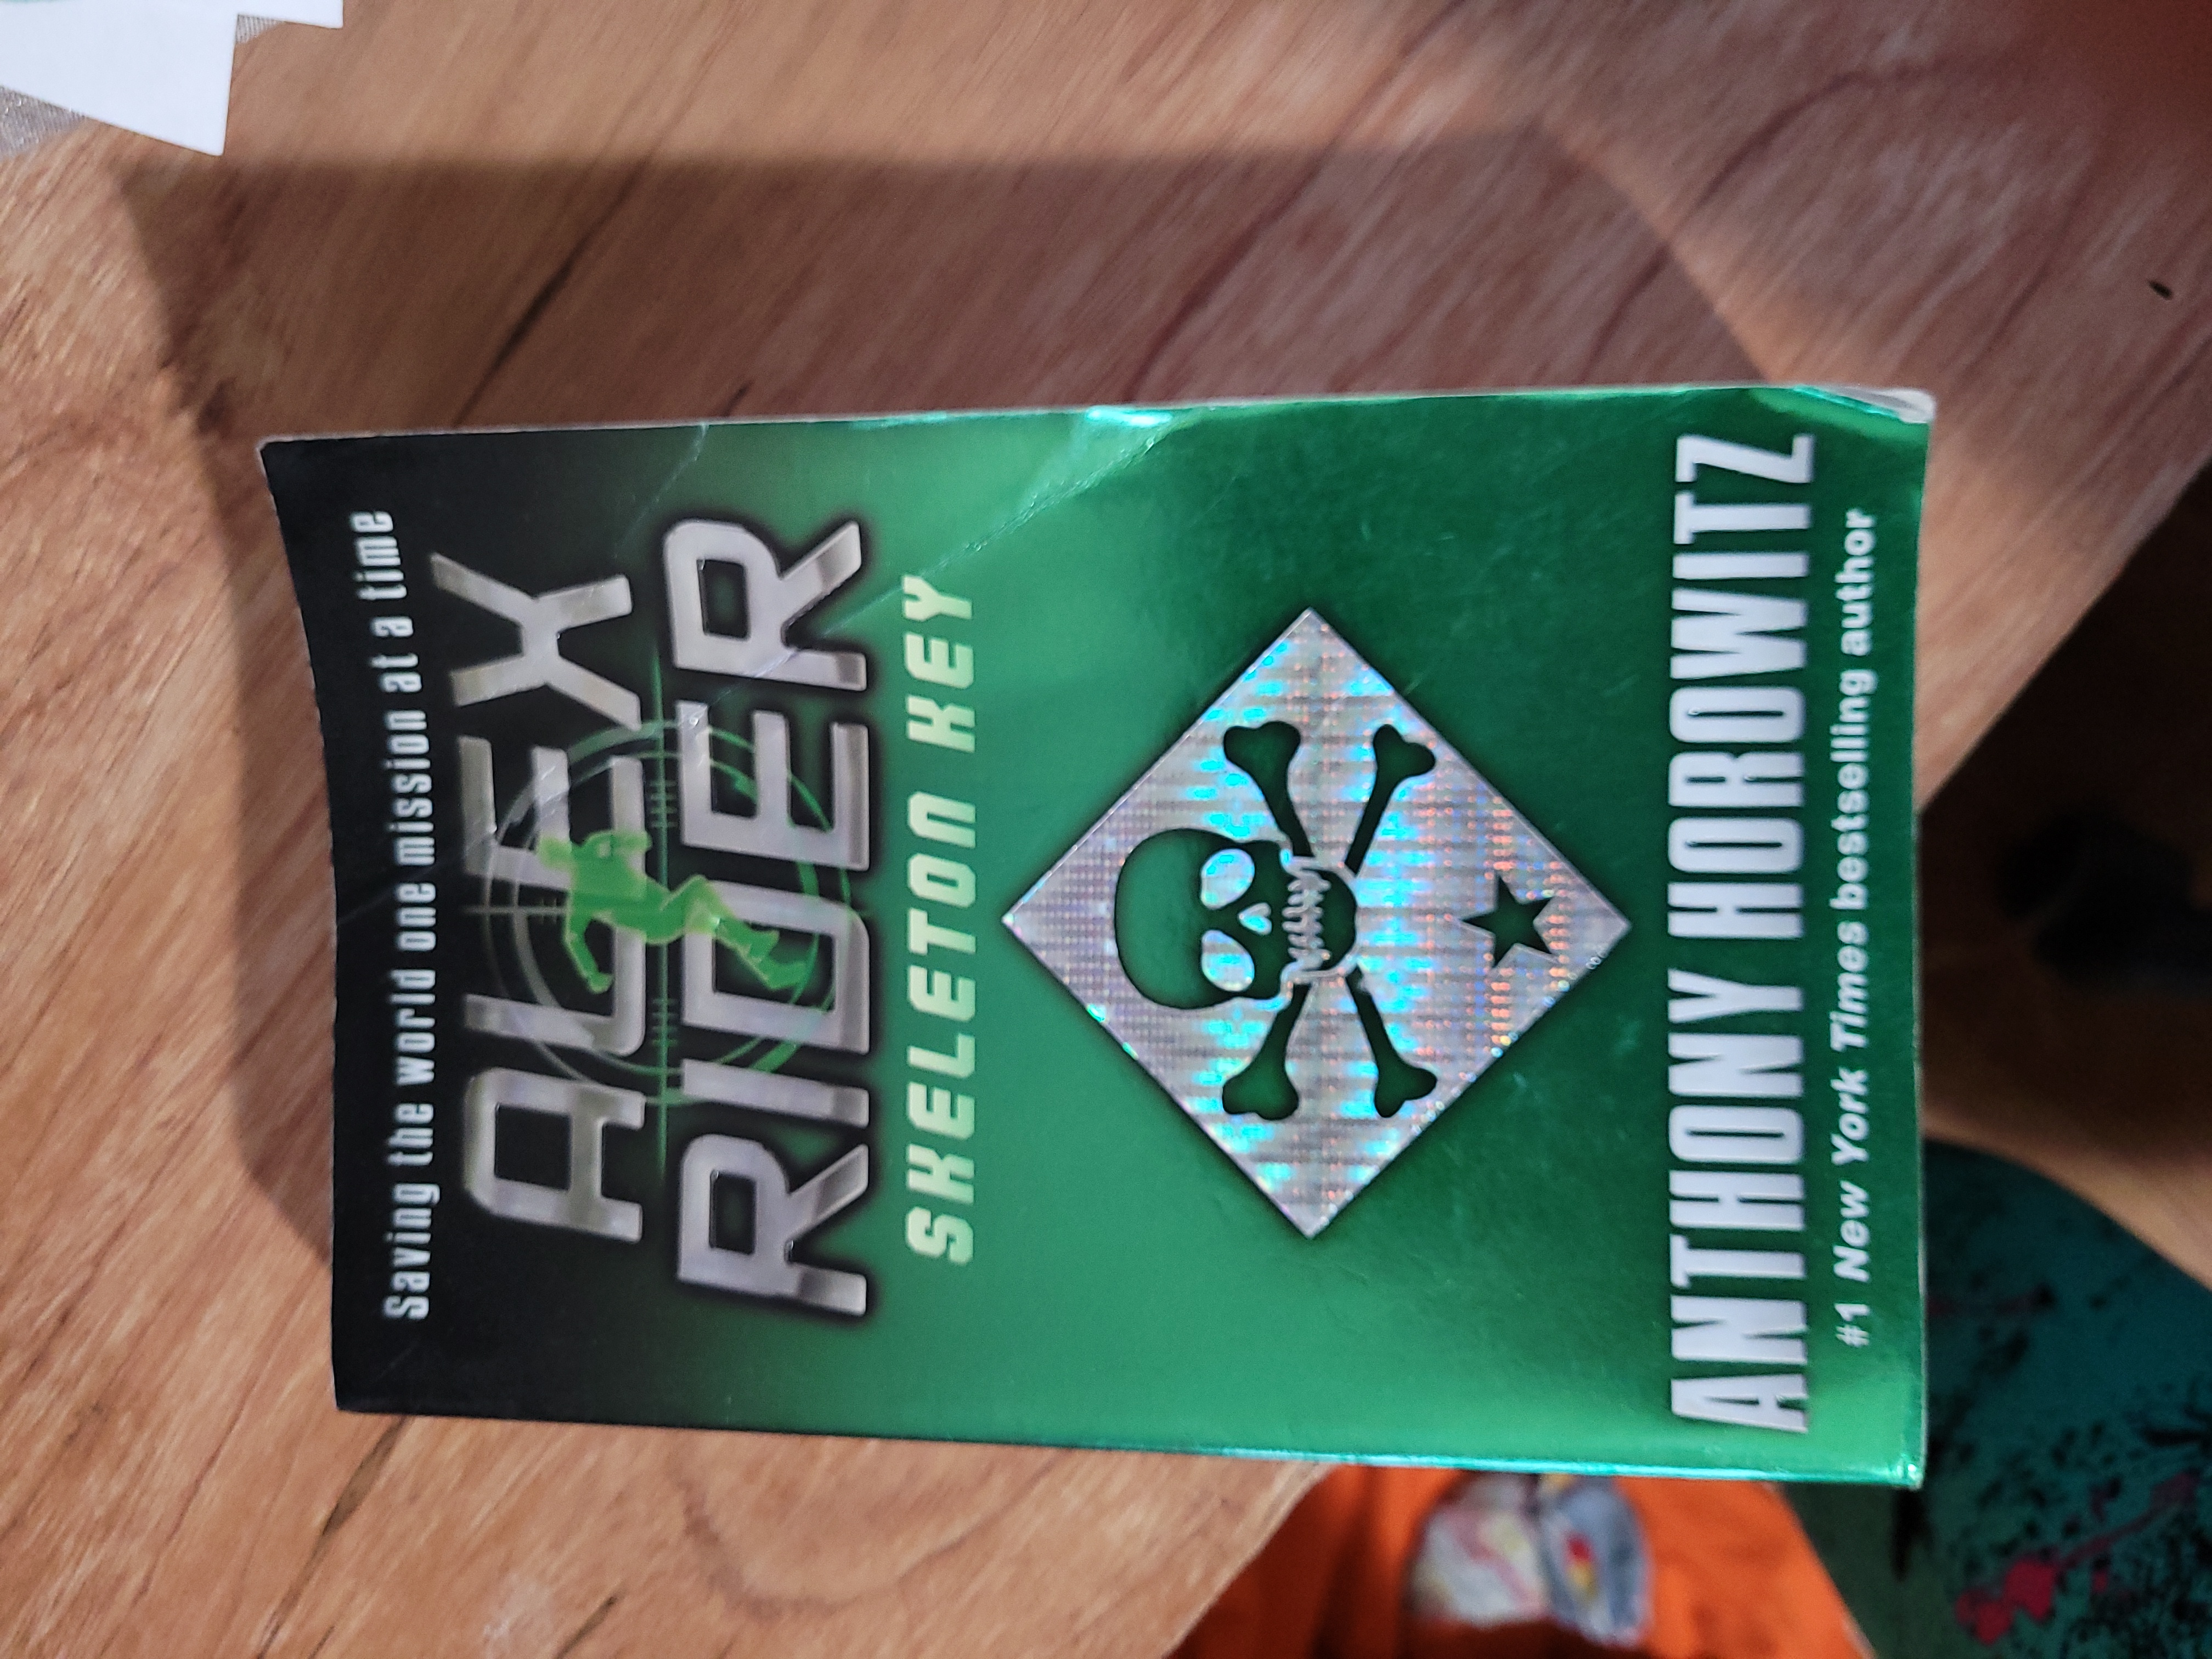 Saving the world one mission at a time
ALEX
RIDER
SKELETON KEY
ANTHONY HOROWITZ
#1 New York Times bestselling author